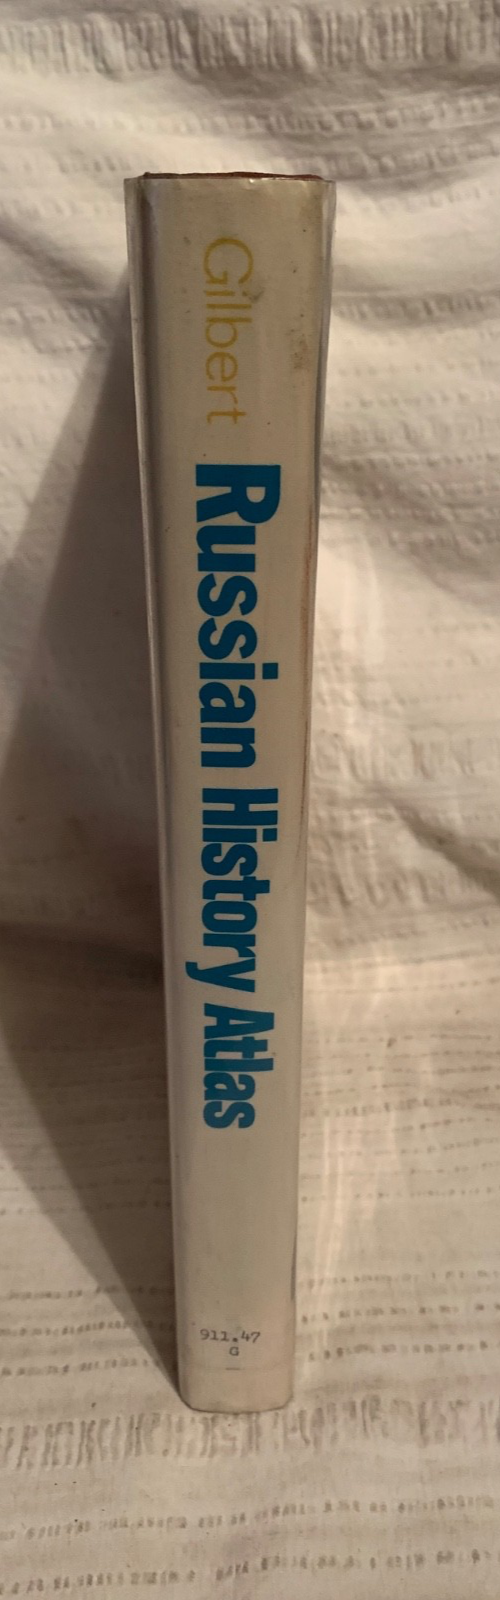 Gilbert
Russian History Atlas
911.47
G